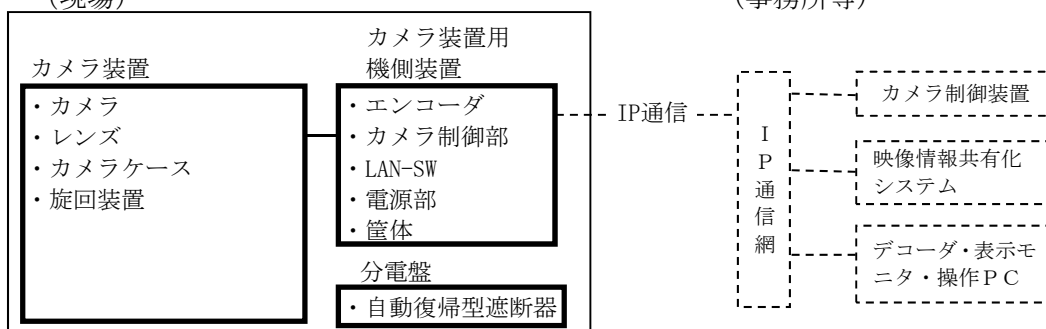 (現場)
(事務所等)
カメラ装置
・カメラ
・レンズ
・カメラケース
・旋回装置
カメラ装置用
機側装置
・エンコーダ
・カメラ制御部
・LAN-SW
・電源部
・筐体
分電盤
・自動復帰型遮断器
IP通信
ＩＰ通信網
カメラ制御装置
映像情報共有化
システム
デコーダ・表示モ
ニタ・操作ＰＣ